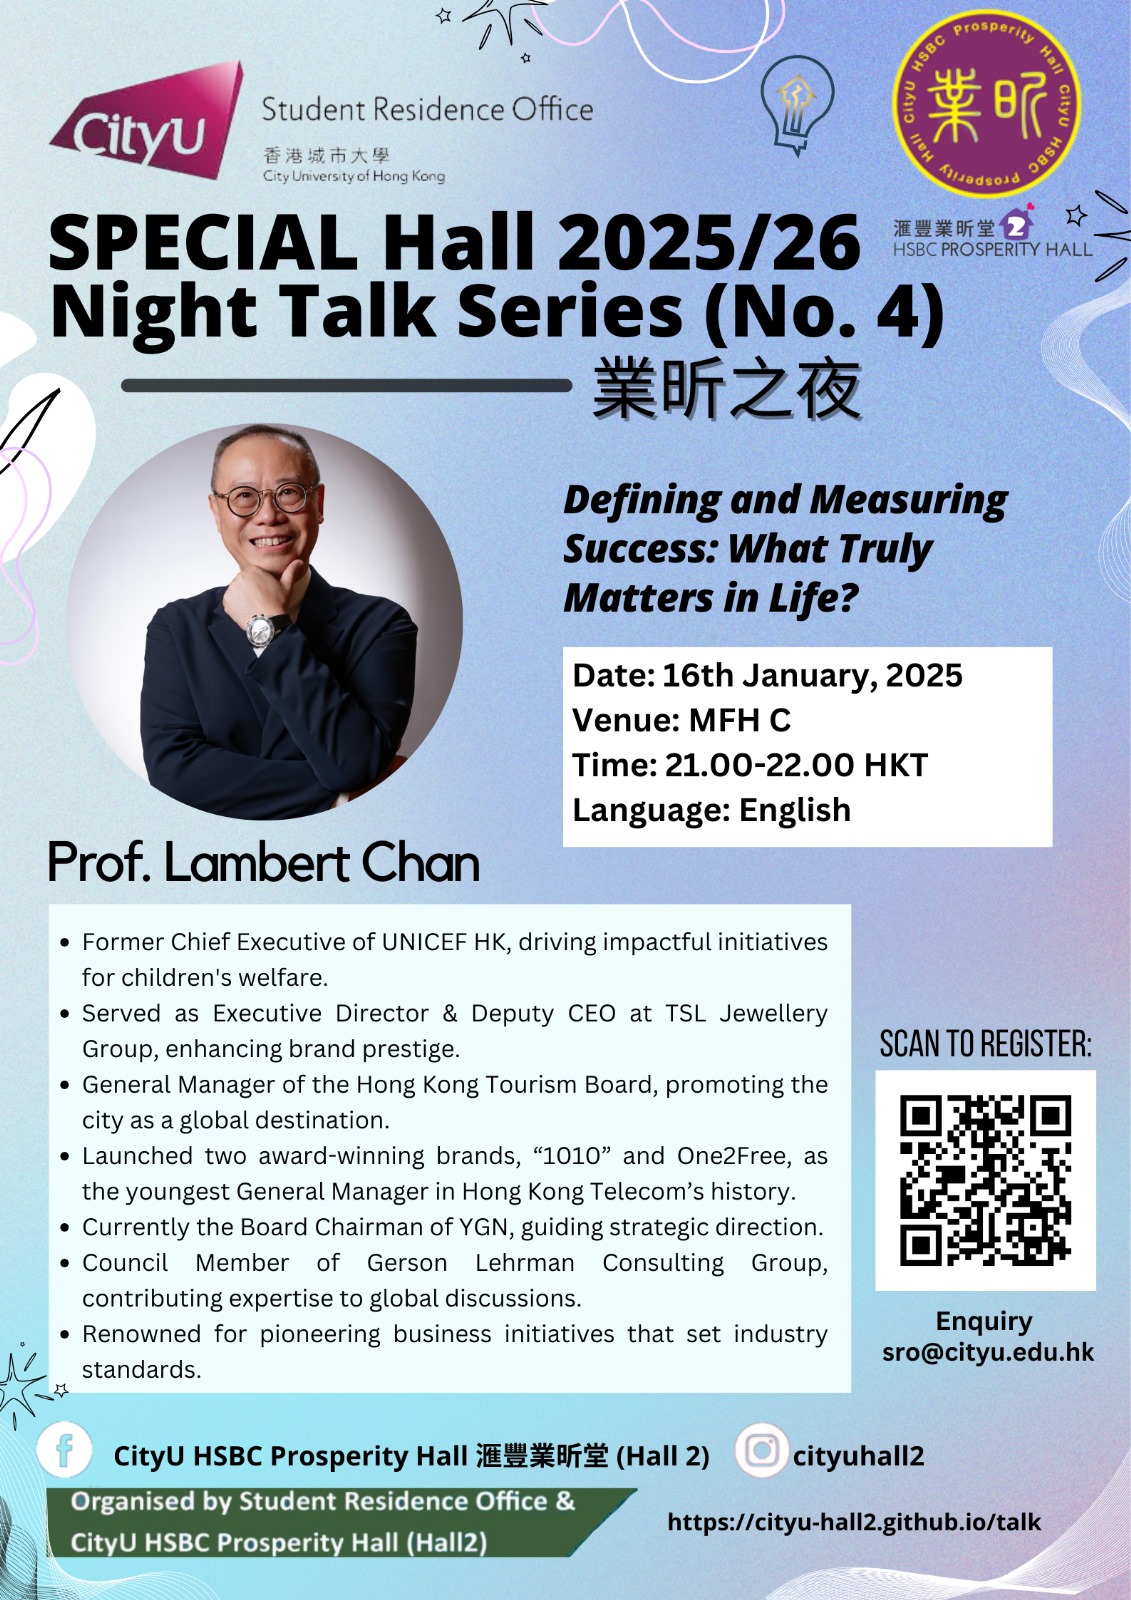 CityU
Student Residence Office
香港城市大學
City University of Hong Kong
CityU HSBC Prosperity Hall CityU HSBC Prosperity Hall
業昕
滙豐業昕堂 2
HSBC PROSPERITY HALL
SPECIAL Hall 2025/26
Night Talk Series (No. 4)
業昕之夜
Defining and Measuring
Success: What Truly
Matters in Life?
Date: 16th January, 2025
Venue: MFH C
Time: 21.00-22.00 HKT
Language: English
Prof. Lambert Chan
• Former Chief Executive of UNICEF HK, driving impactful initiatives
for children's welfare.
• Served as Executive Director & Deputy CEO at TSL Jewellery
Group, enhancing brand prestige.
• General Manager of the Hong Kong Tourism Board, promoting the
city as a global destination.
• Launched two award-winning brands, “1010” and One2Free, as
the youngest General Manager in Hong Kong Telecom’s history.
• Currently the Board Chairman of YGN, guiding strategic direction.
• Council Member of Gerson Lehrman Consulting Group,
contributing expertise to global discussions.
• Renowned for pioneering business initiatives that set industry
standards.
SCAN TO REGISTER:
Enquiry
sro@cityu.edu.hk
CityU HSBC Prosperity Hall 滙豐業昕堂 (Hall 2)
cityuhall2
Organised by Student Residence Office &
CityU HSBC Prosperity Hall (Hall2)
https://cityu-hall2.github.io/talk